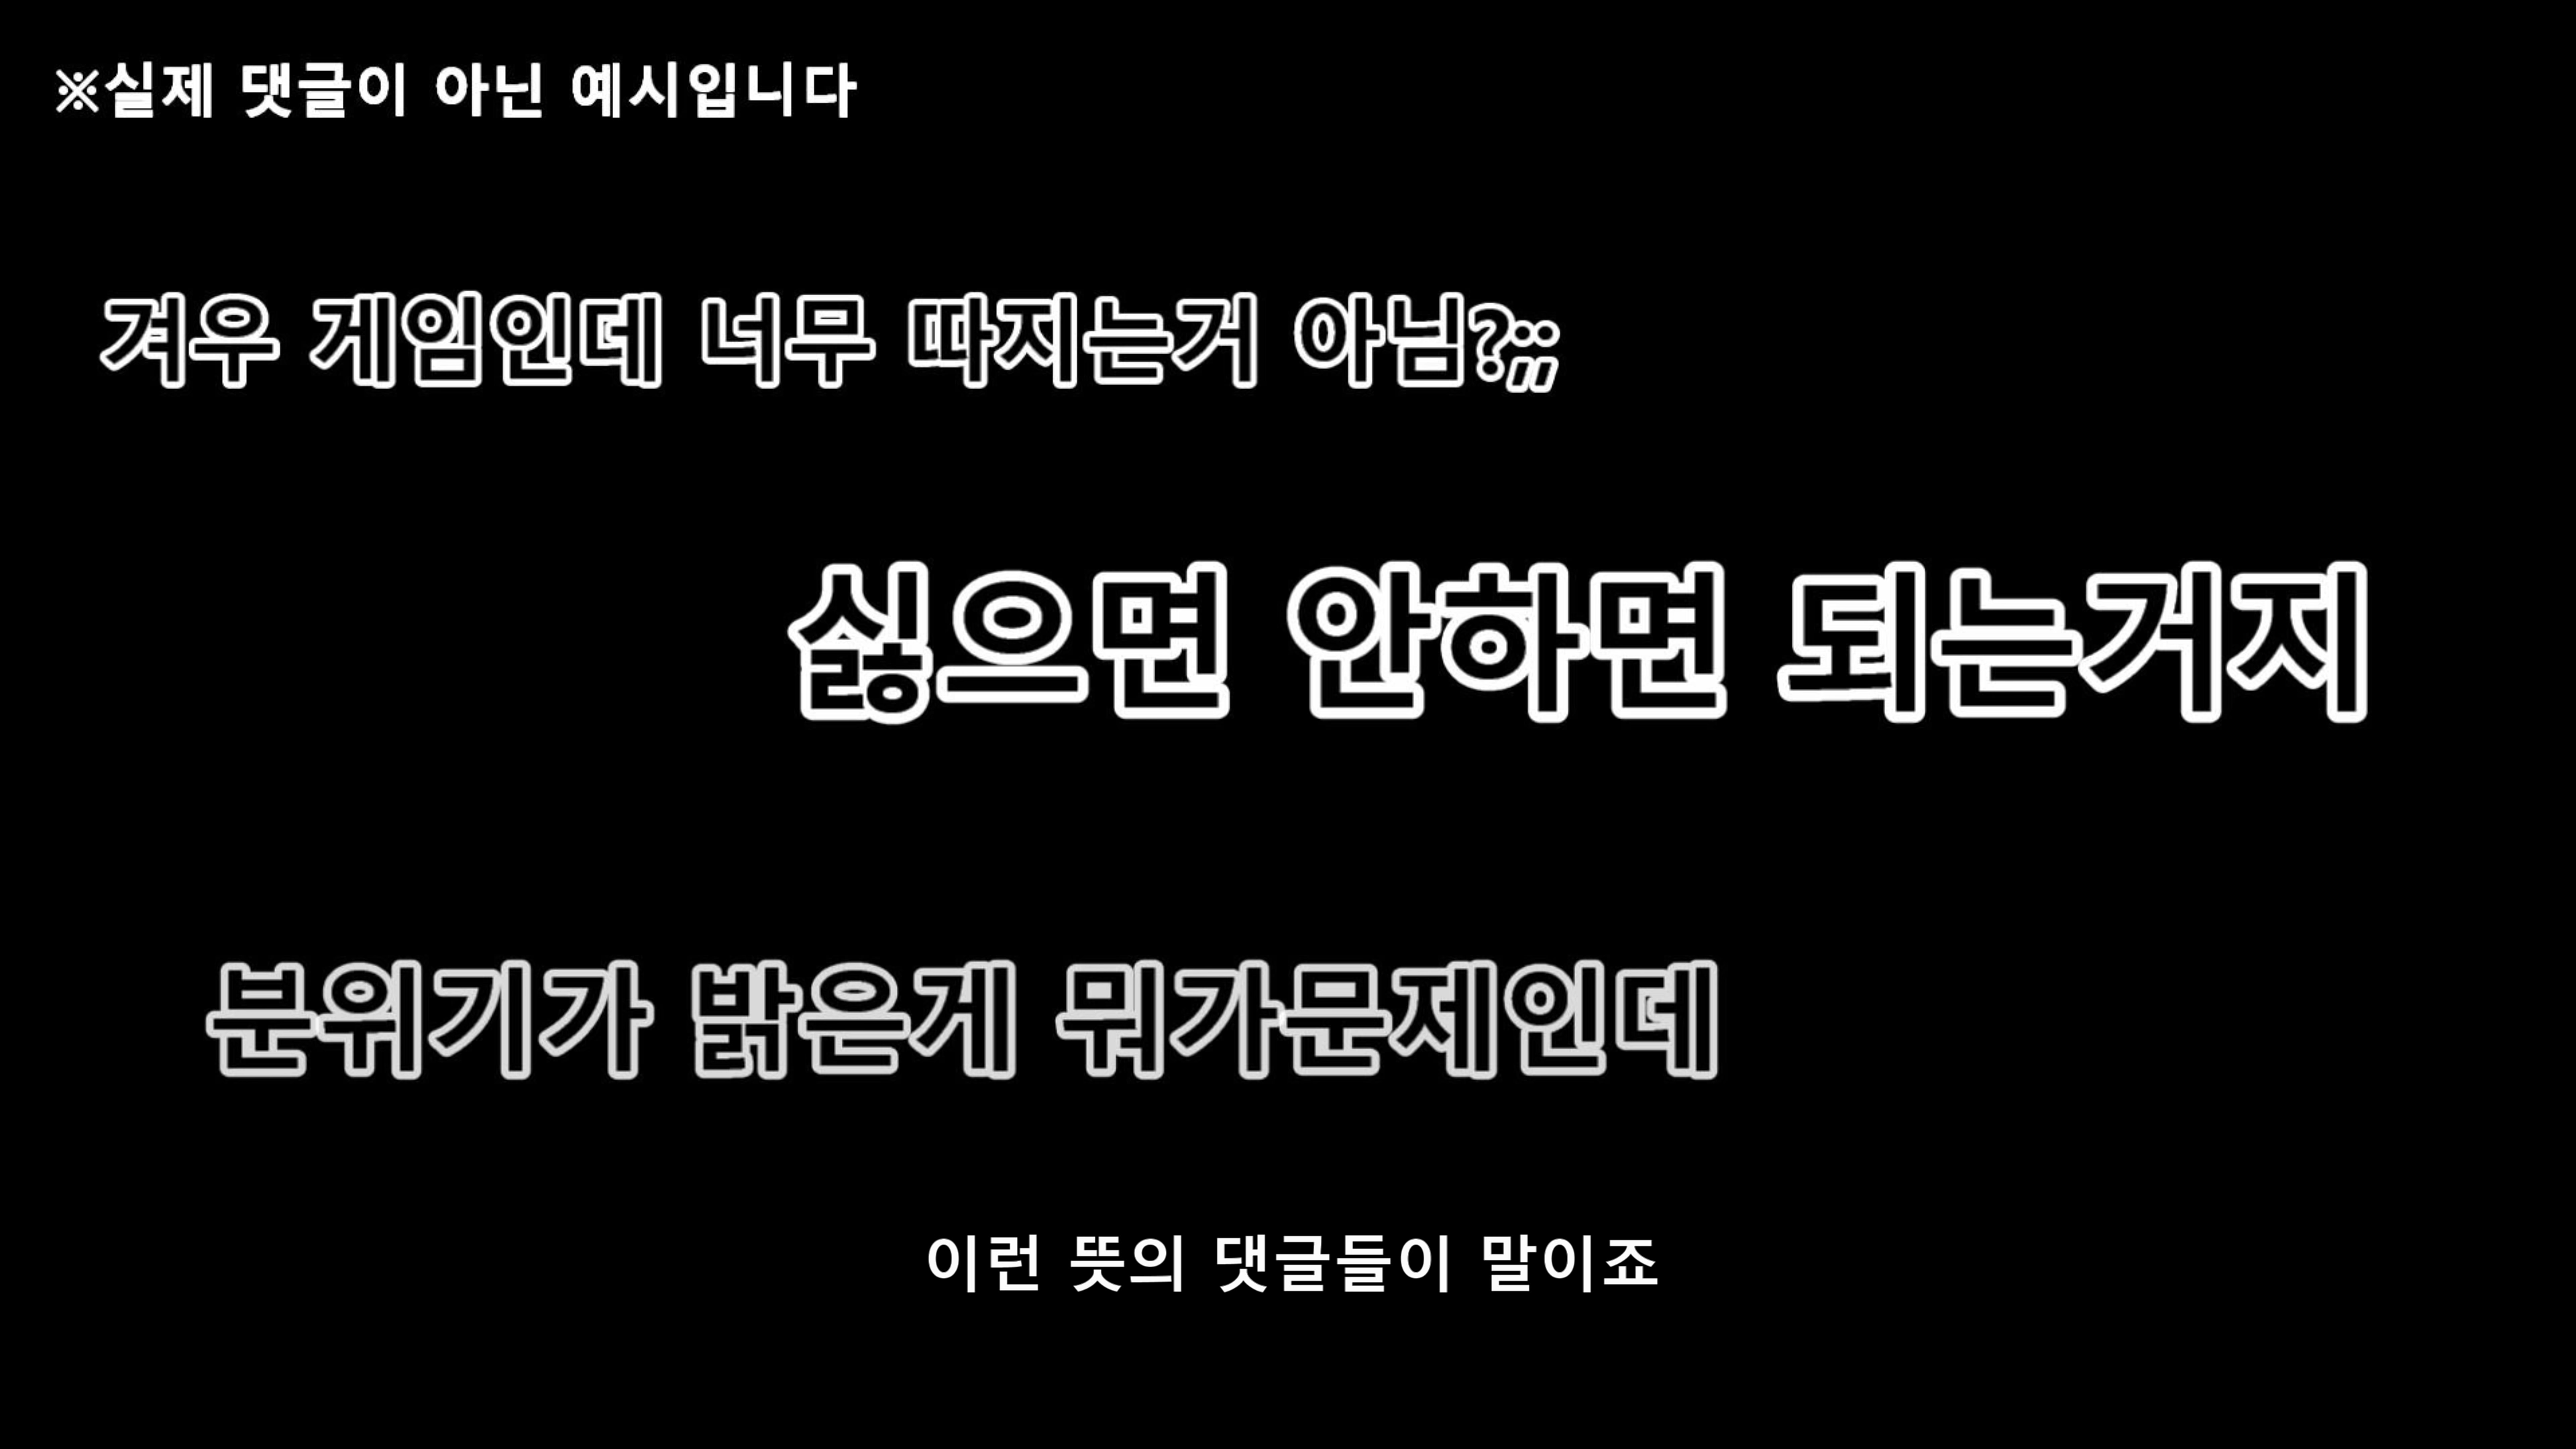 ※실제 댓글이 아닌 예시입니다
겨우 게임인데 너무 따지는거 아님?;;
싫으면 안하면 되는거지
분위기가 밝은게 뭐가문제인데
이런 뜻의 댓글들이 말이죠